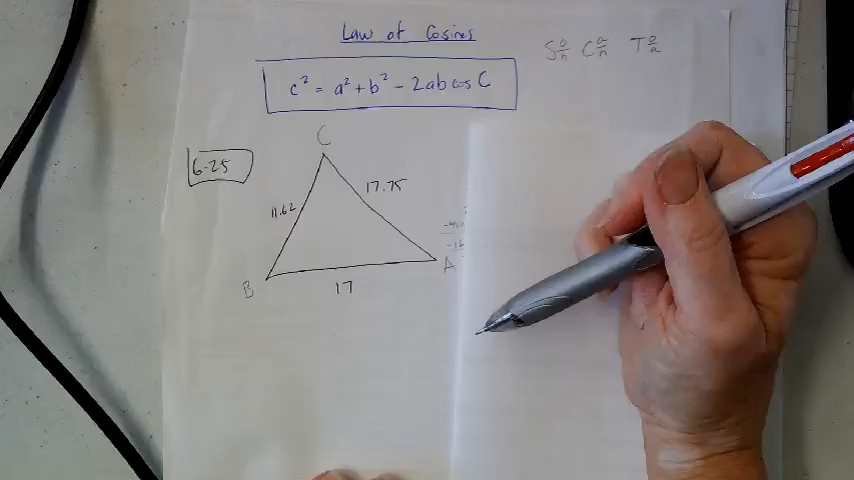 Law of Cosines
S o/h C a/h T o/a
c² = a² + b² - 2ab cos C
C
6-25
17.75
11.62
A
B
17